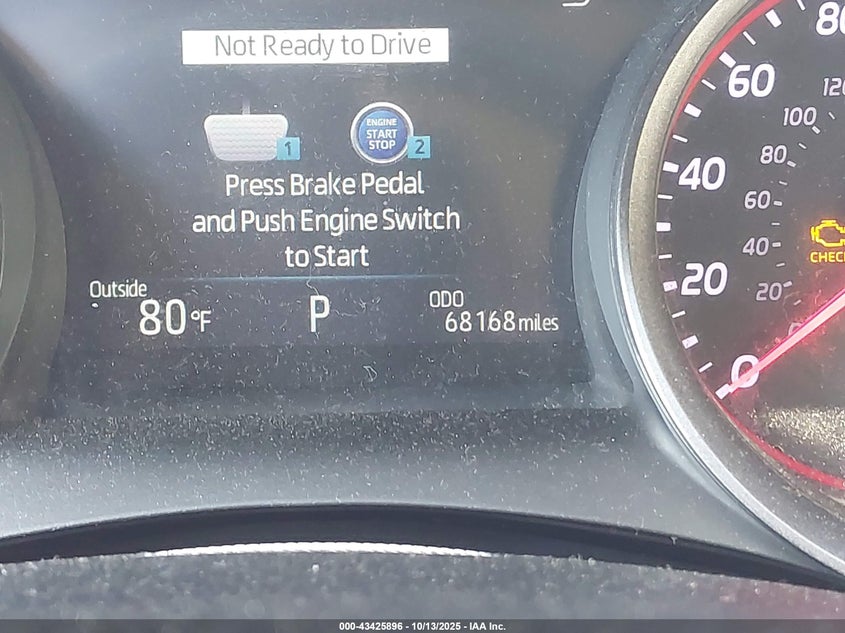 Not Ready to Drive
ENGINE
START
STOP
1
2
Press Brake Pedal
and Push Engine Switch
to Start
Outside
80°F
P
ODO
68168 miles
80
60
40
20
0
120
100
80
60
40
20
0
CHECK
000-43425896 - 10/13/2025 - IAA Inc.